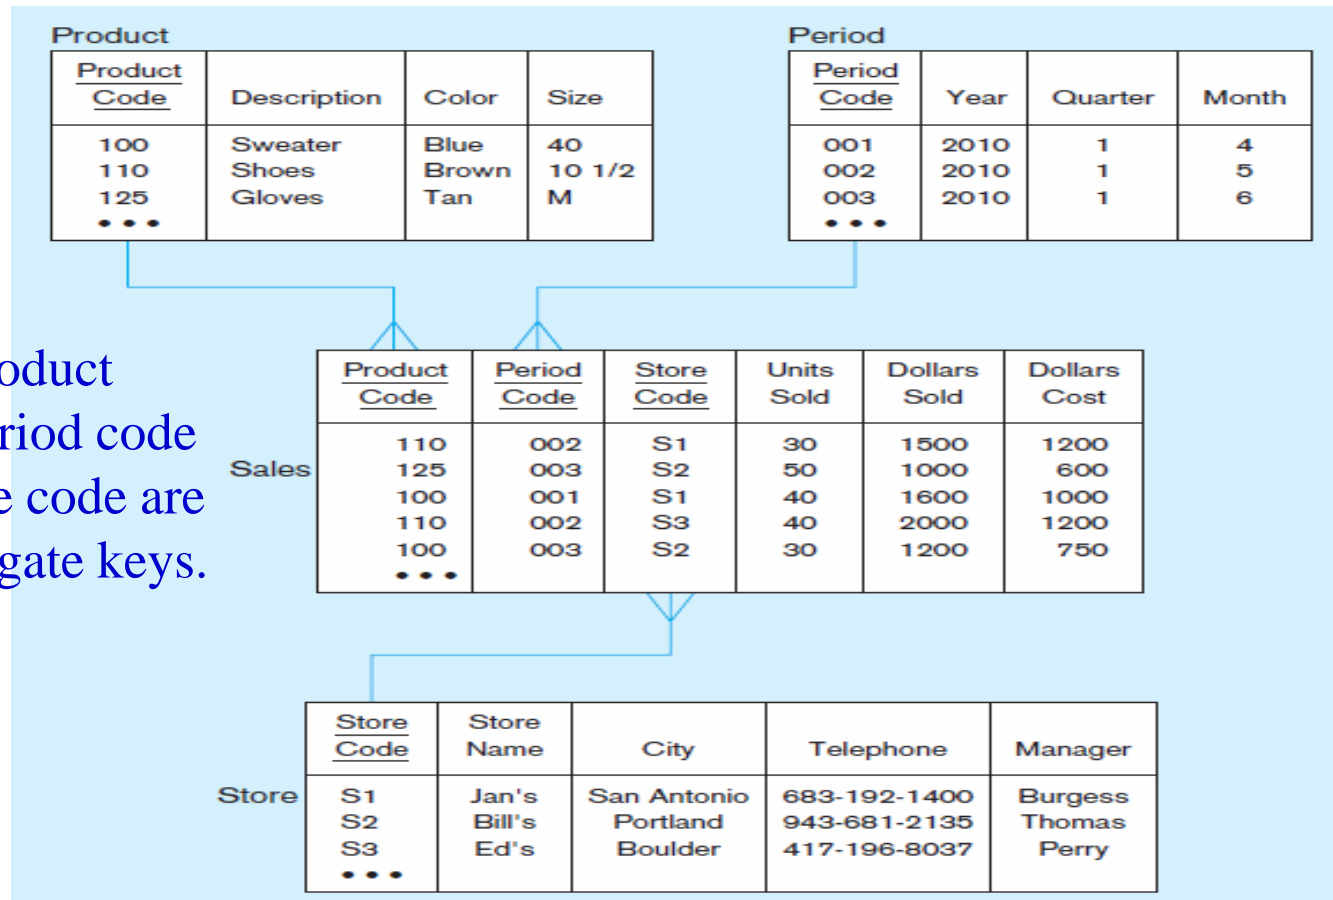 Product
Product Code Description Color Size
100 Sweater Blue 40
110 Shoes Brown 10 1/2
125 Gloves Tan M
• • •
Period
Period Code Year Quarter Month
001 2010 1 4
002 2010 1 5
003 2010 1 6
• • •
oduct
riod code
e code are
gate keys.
Sales
Product Code Period Code Store Code Units Sold Dollars Sold Dollars Cost
110 002 S1 30 1500 1200
125 003 S2 50 1000 600
100 001 S1 40 1600 1000
110 002 S3 40 2000 1200
100 003 S2 30 1200 750
• • •
Store
Store Code Store Name City Telephone Manager
S1 Jan's San Antonio 683-192-1400 Burgess
S2 Bill's Portland 943-681-2135 Thomas
S3 Ed's Boulder 417-196-8037 Perry
• • •